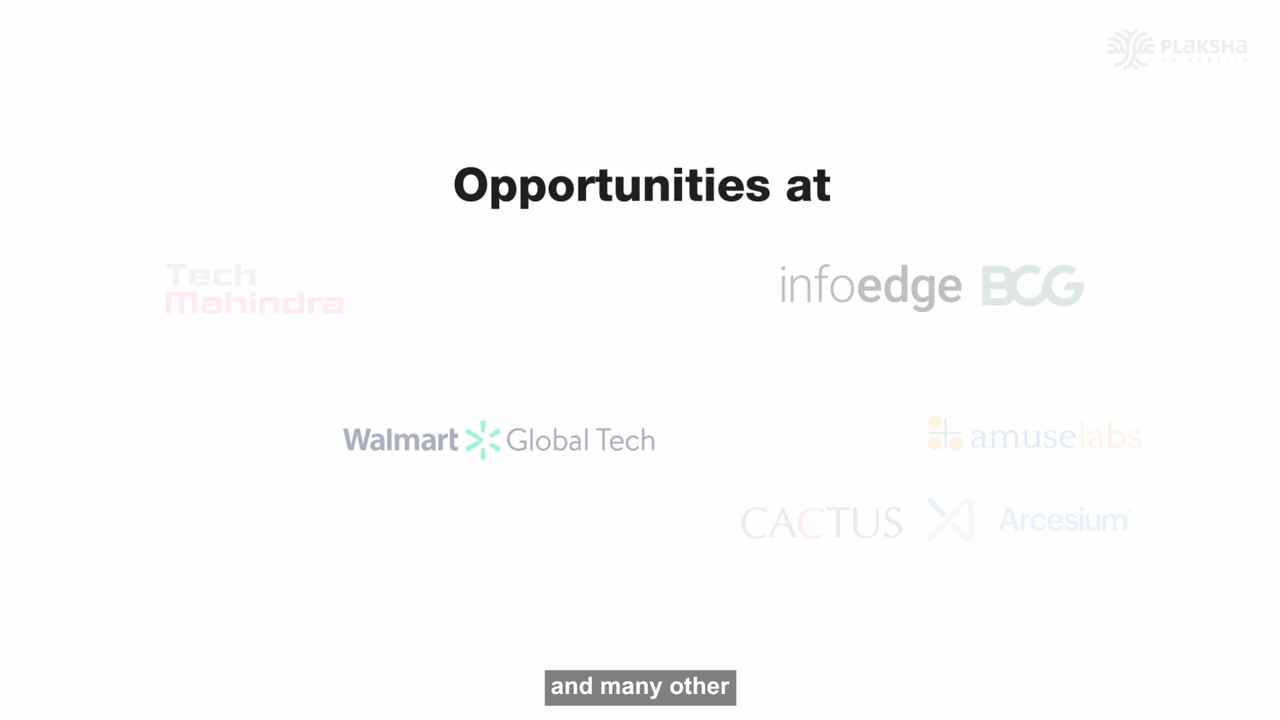 PLAKSHA
UNIVERSITY
Opportunities at
Tech
Mahindra
infoedge BCG
Walmart Global Tech
amuselabs
CACTUS Arcesium
and many other